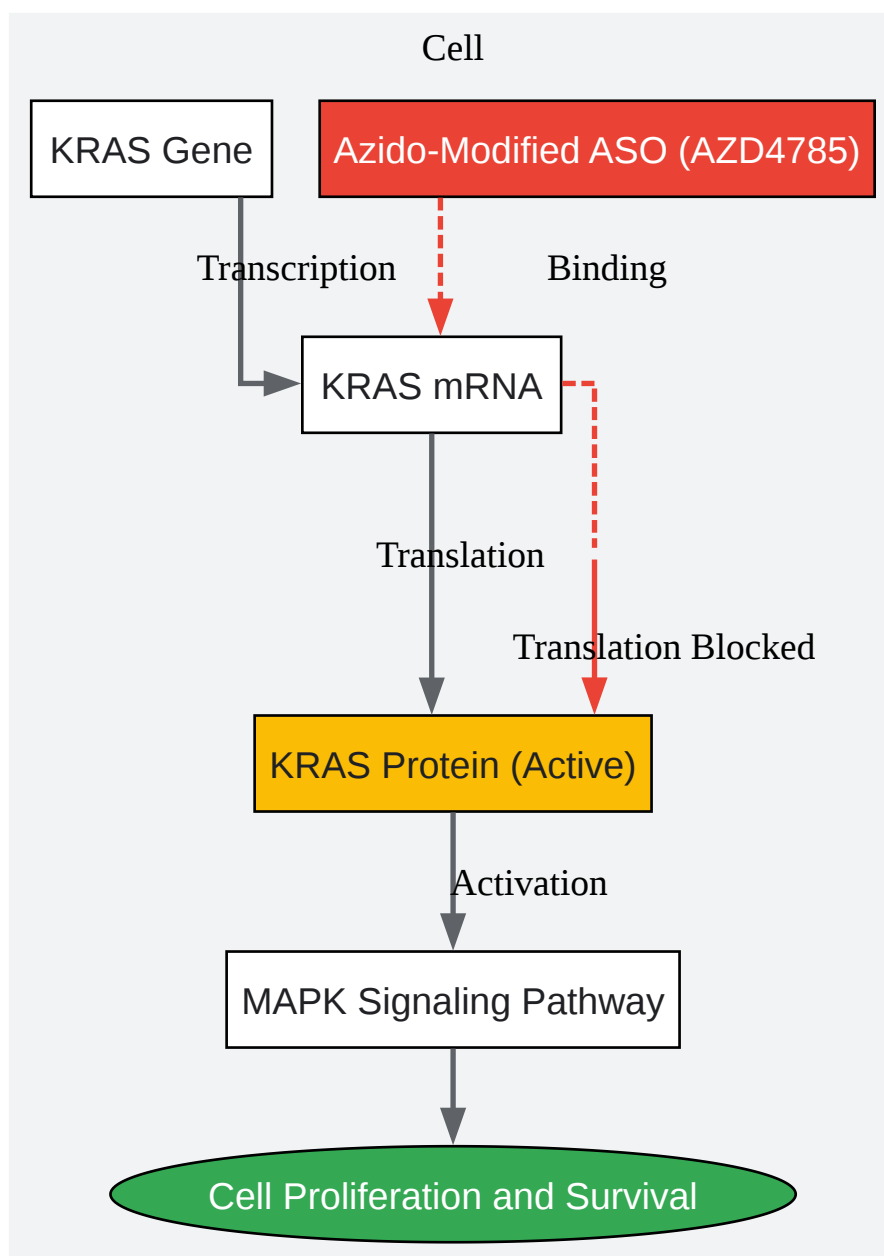 Cell
KRAS Gene
Azido-Modified ASO (AZD4785)
Transcription
Binding
KRAS mRNA
Translation
Translation Blocked
KRAS Protein (Active)
Activation
MAPK Signaling Pathway
Cell Proliferation and Survival